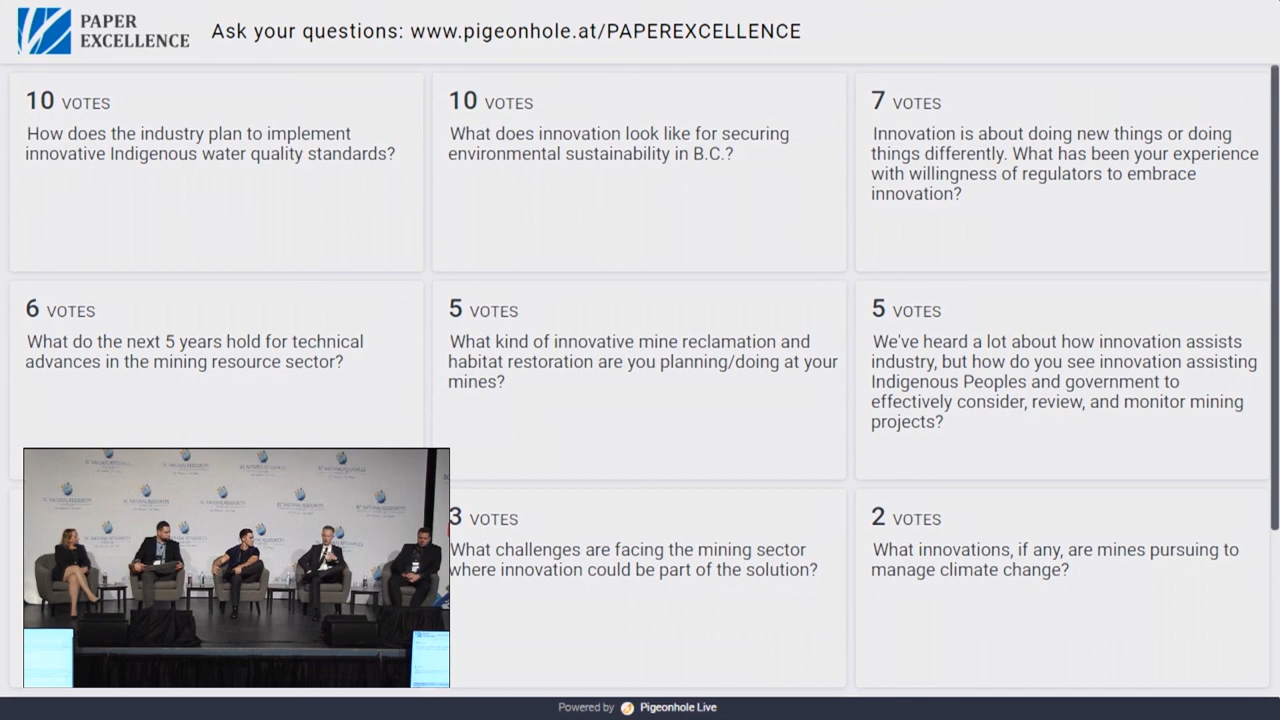 PAPER
EXCELLENCE
Ask your questions: www.pigeonhole.at/PAPEREXCELLENCE
10 VOTES
How does the industry plan to implement
innovative Indigenous water quality standards?
10 VOTES
What does innovation look like for securing
environmental sustainability in B.C.?
7 VOTES
Innovation is about doing new things or doing
things differently. What has been your experience
with willingness of regulators to embrace
innovation?
6 VOTES
What do the next 5 years hold for technical
advances in the mining resource sector?
5 VOTES
What kind of innovative mine reclamation and
habitat restoration are you planning/doing at your
mines?
5 VOTES
We've heard a lot about how innovation assists
industry, but how do you see innovation assisting
Indigenous Peoples and government to
effectively consider, review, and monitor mining
projects?
BC NATURAL RESOURCES
3 VOTES
What challenges are facing the mining sector
where innovation could be part of the solution?
2 VOTES
What innovations, if any, are mines pursuing to
manage climate change?
Powered by Pigeonhole Live